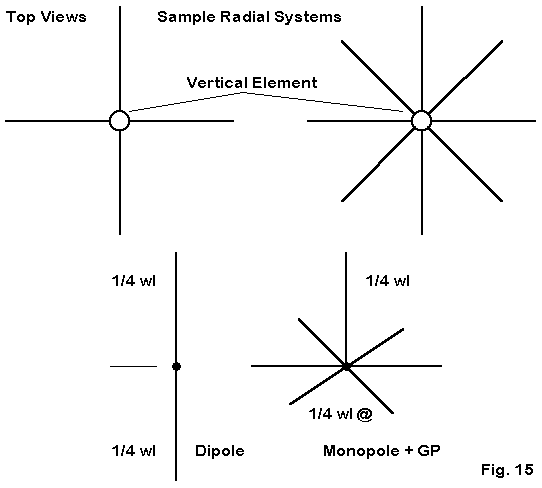 Top Views
Sample Radial Systems
Vertical Element
1/4 wl
1/4 wl
1/4 wl @
1/4 wl
Dipole
Monopole + GP
Fig. 15